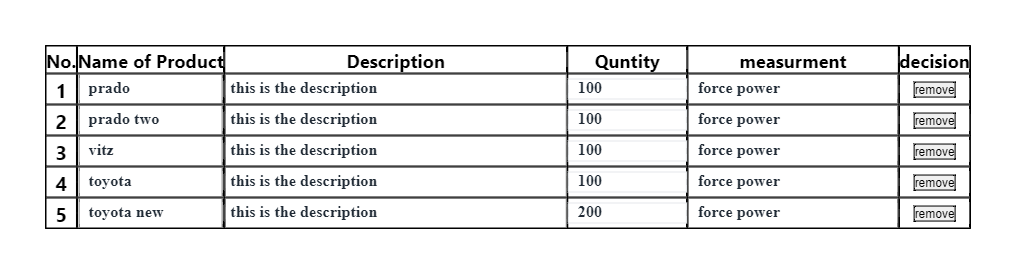 No. Name of Product Description Quntity measurment decision
1 prado this is the description 100 force power remove
2 prado two this is the description 100 force power remove
3 vitz this is the description 100 force power remove
4 toyota this is the description 100 force power remove
5 toyota new this is the description 200 force power remove